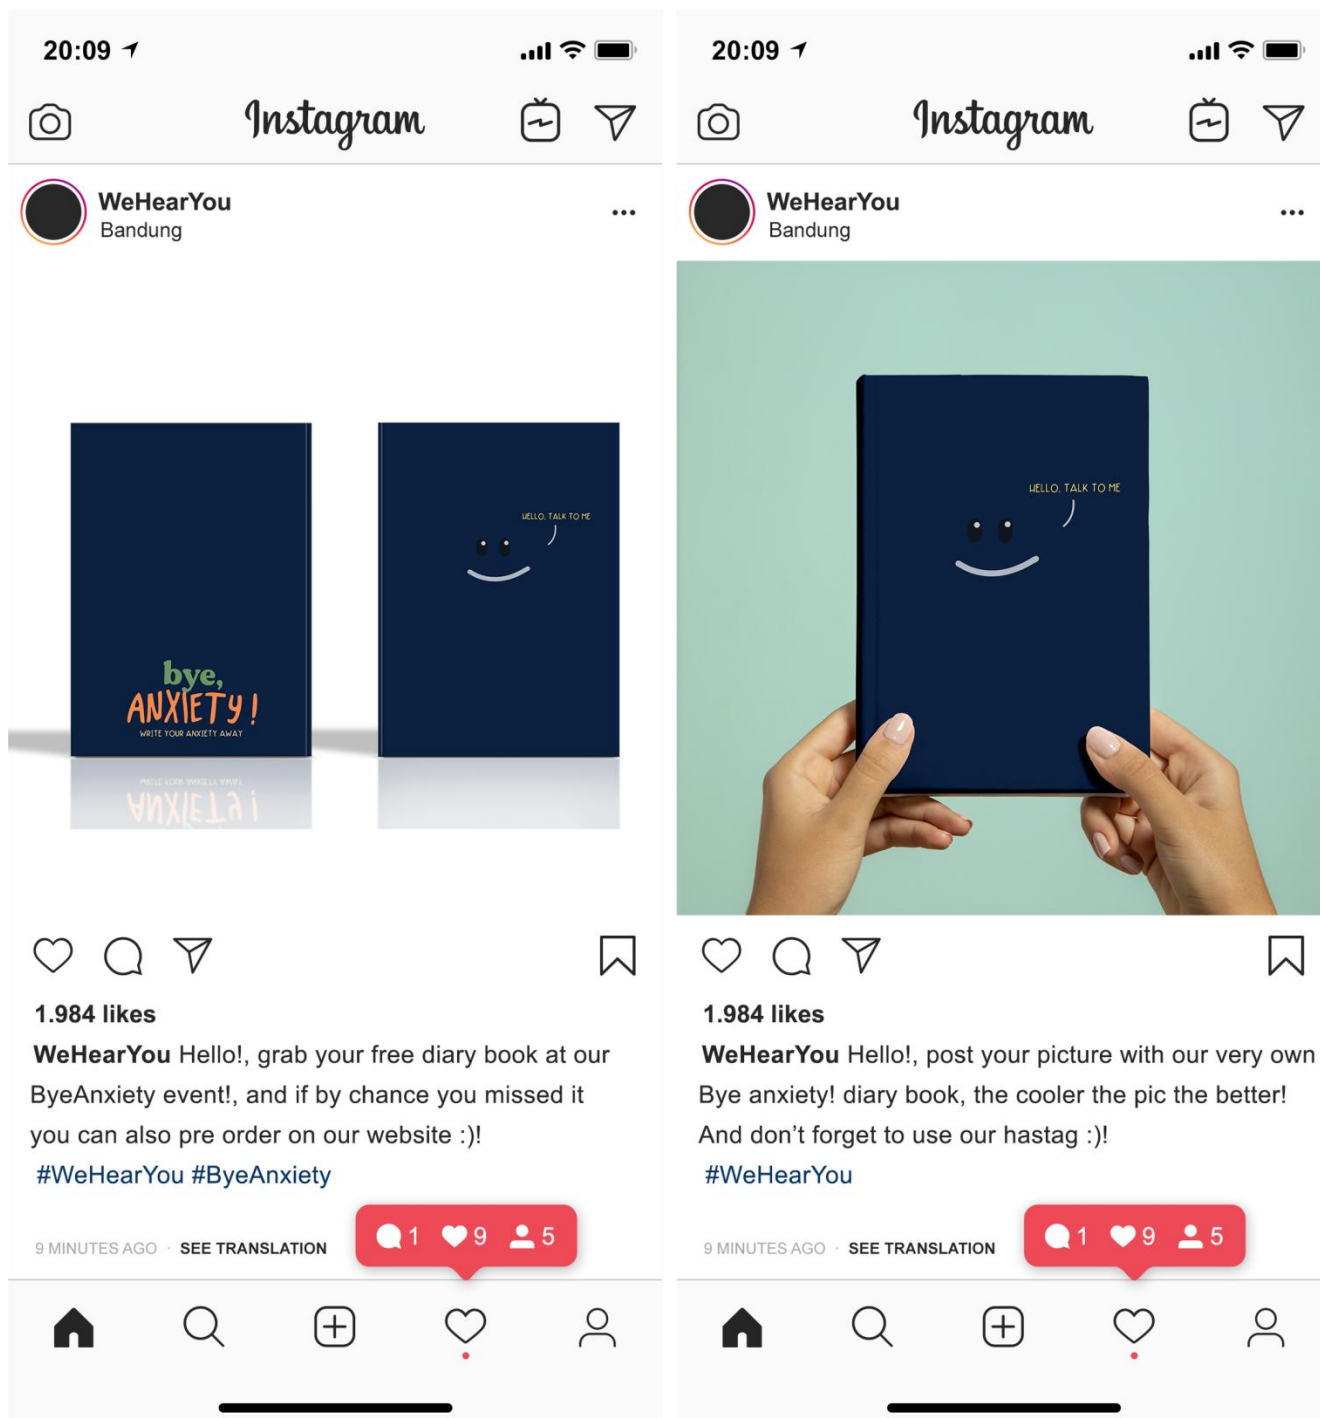 20:09
Instagram
WeHearYou
Bandung
HELLO, TALK TO ME
bye,
ANXIETY!
WRITE YOUR ANXIETY AWAY
WRITE YOUR ANXIETY AWAY
ANXIETY!
1.984 likes
WeHearYou Hello!, grab your free diary book at our
ByeAnxiety event!, and if by chance you missed it
you can also pre order on our website :)!
#WeHearYou #ByeAnxiety
9 MINUTES AGO · SEE TRANSLATION
1 9 5
20:09
Instagram
WeHearYou
Bandung
HELLO, TALK TO ME
1.984 likes
WeHearYou Hello!, post your picture with our very own
Bye anxiety! diary book, the cooler the pic the better!
And don't forget to use our hastag :)!
#WeHearYou
9 MINUTES AGO · SEE TRANSLATION
1 9 5